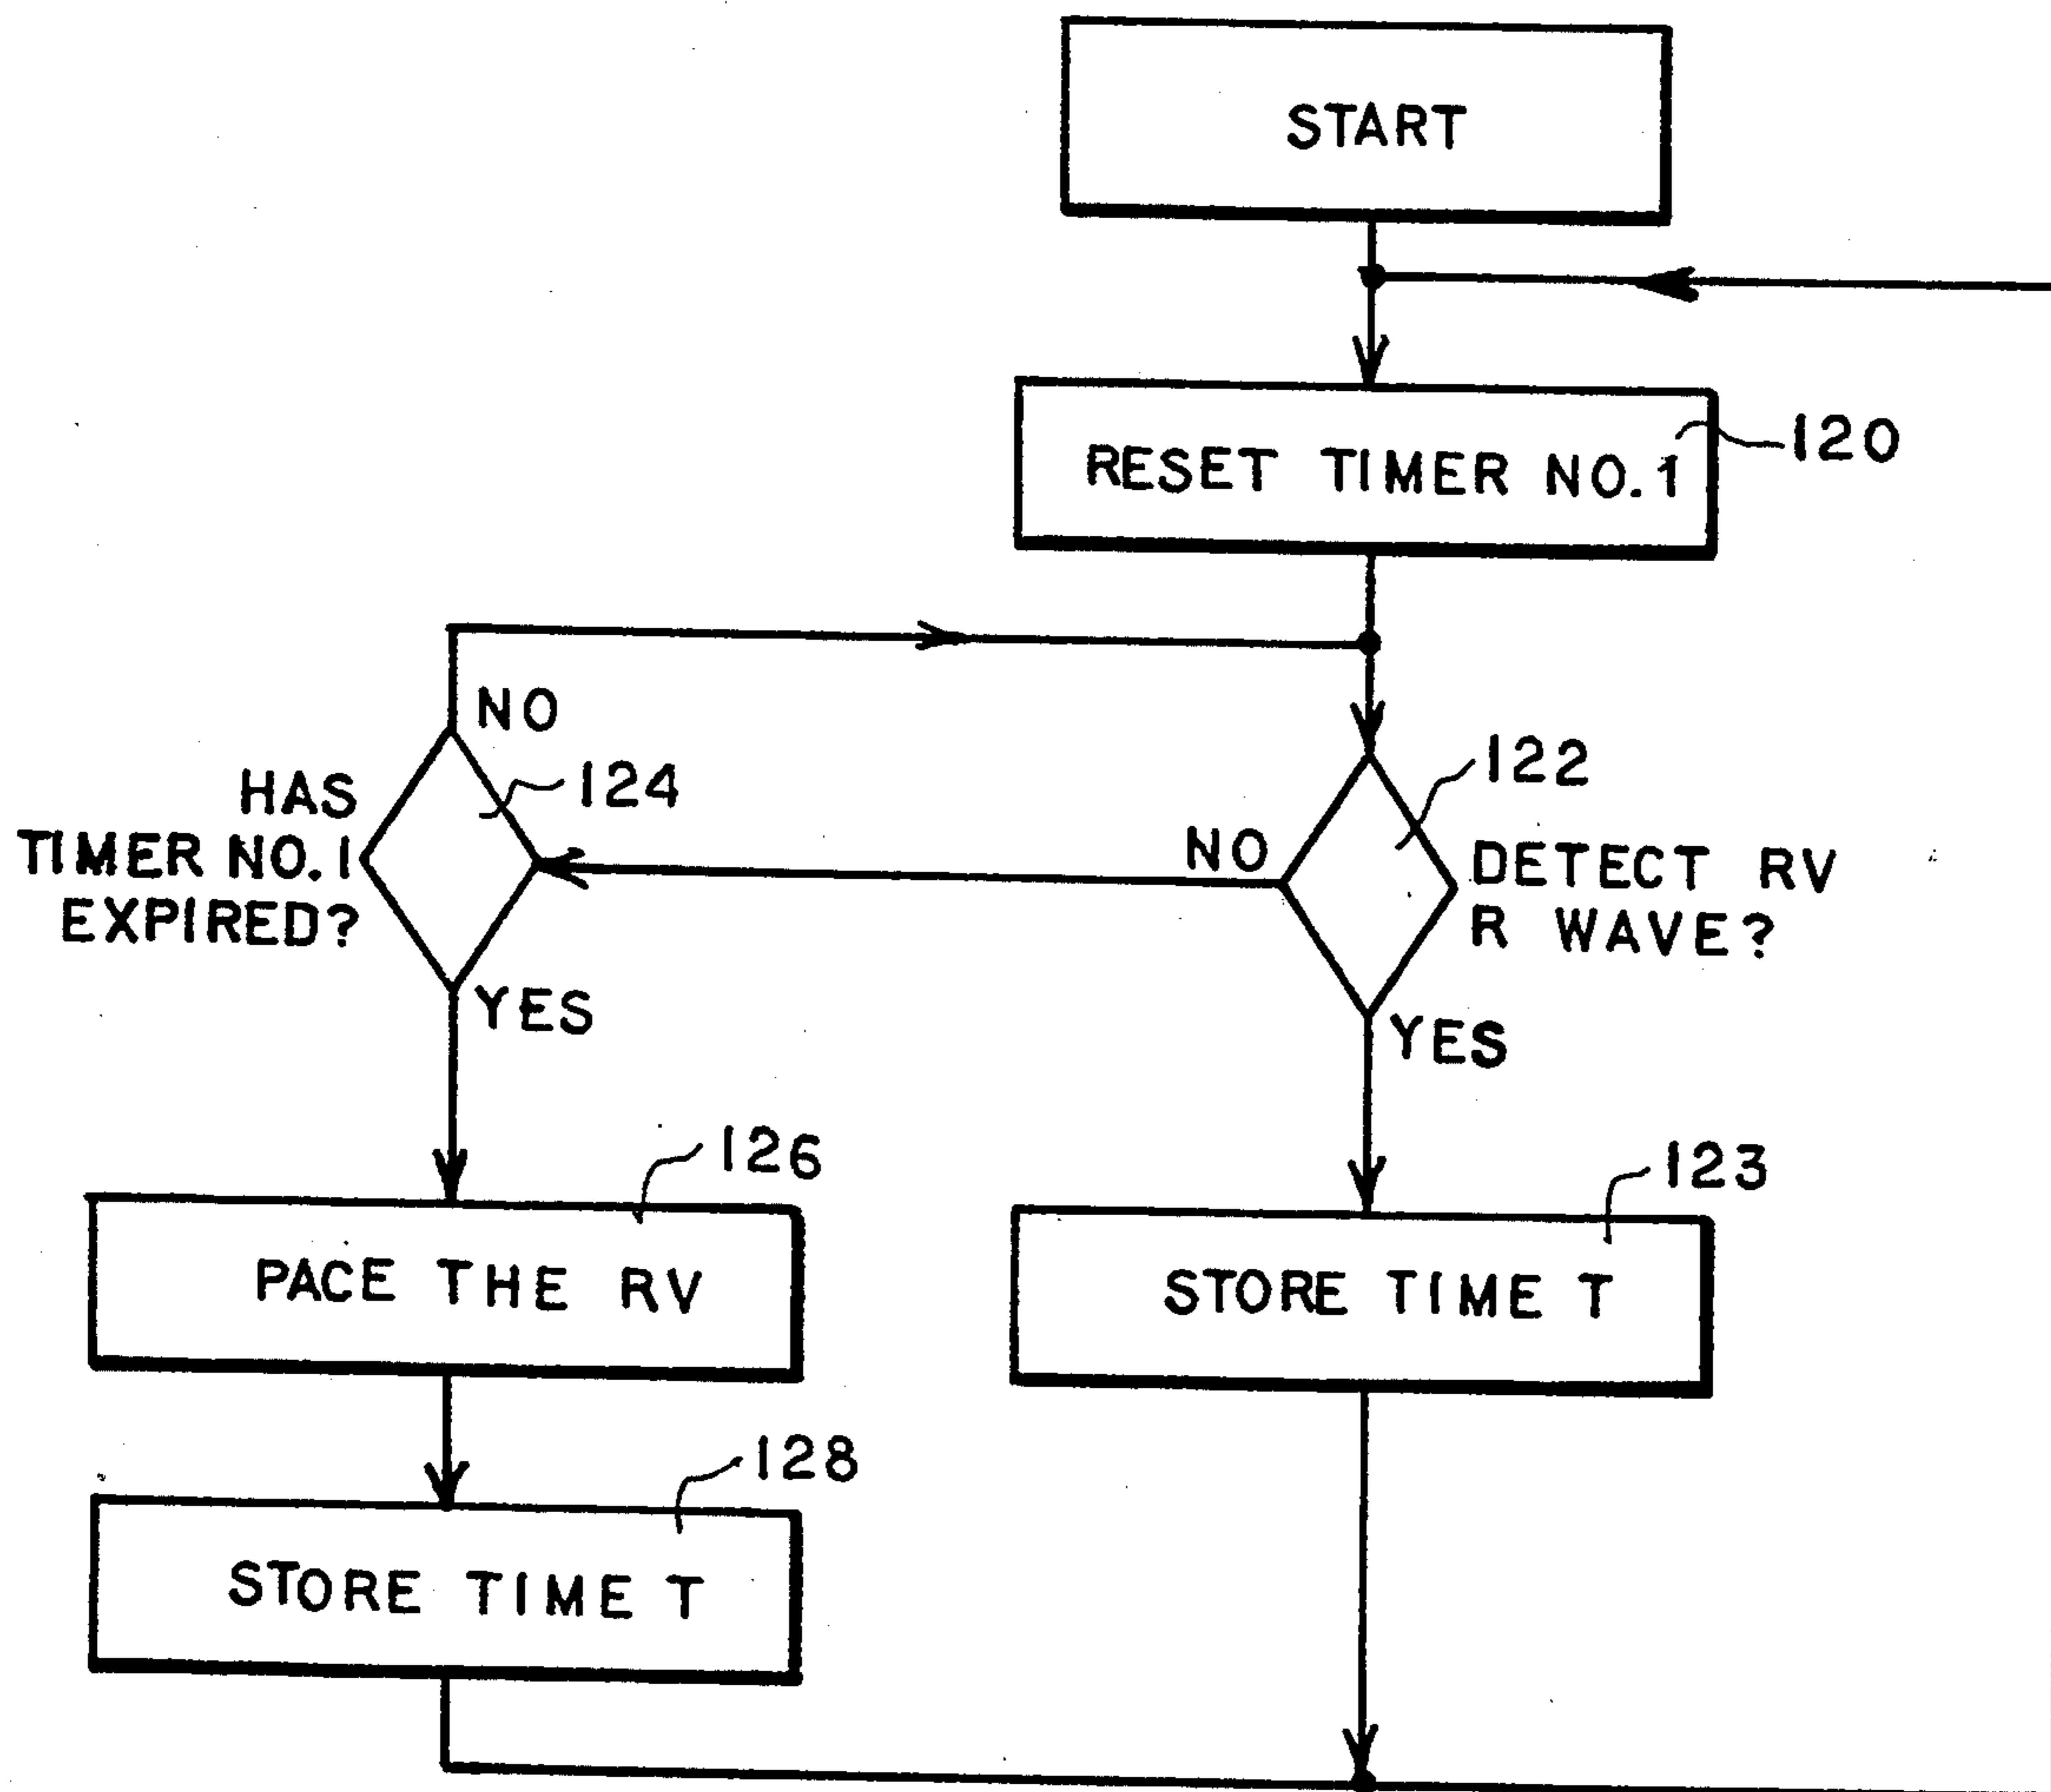 START
RESET TIMER NO. 1
120
NO
HAS
TIMER NO. 1
EXPIRED?
124
YES
NO
122
DETECT RV
R WAVE?
YES
126
PACE THE RV
123
STORE TIME T
128
STORE TIME T